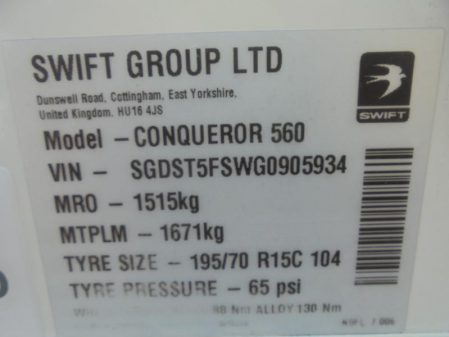 SWIFT GROUP LTD
Dunswell Road, Cottingham, East Yorkshire,
United Kingdom. HU16 4JS
SWIFT
Model - CONQUEROR 560
VIN - SGDST5FSWG0905934
MRO - 1515kg
MTPLM - 1671kg
TYRE SIZE - 195/70 R15C 104
TYRE PRESSURE - 65 psi
Nm ALLOY 130 Nm